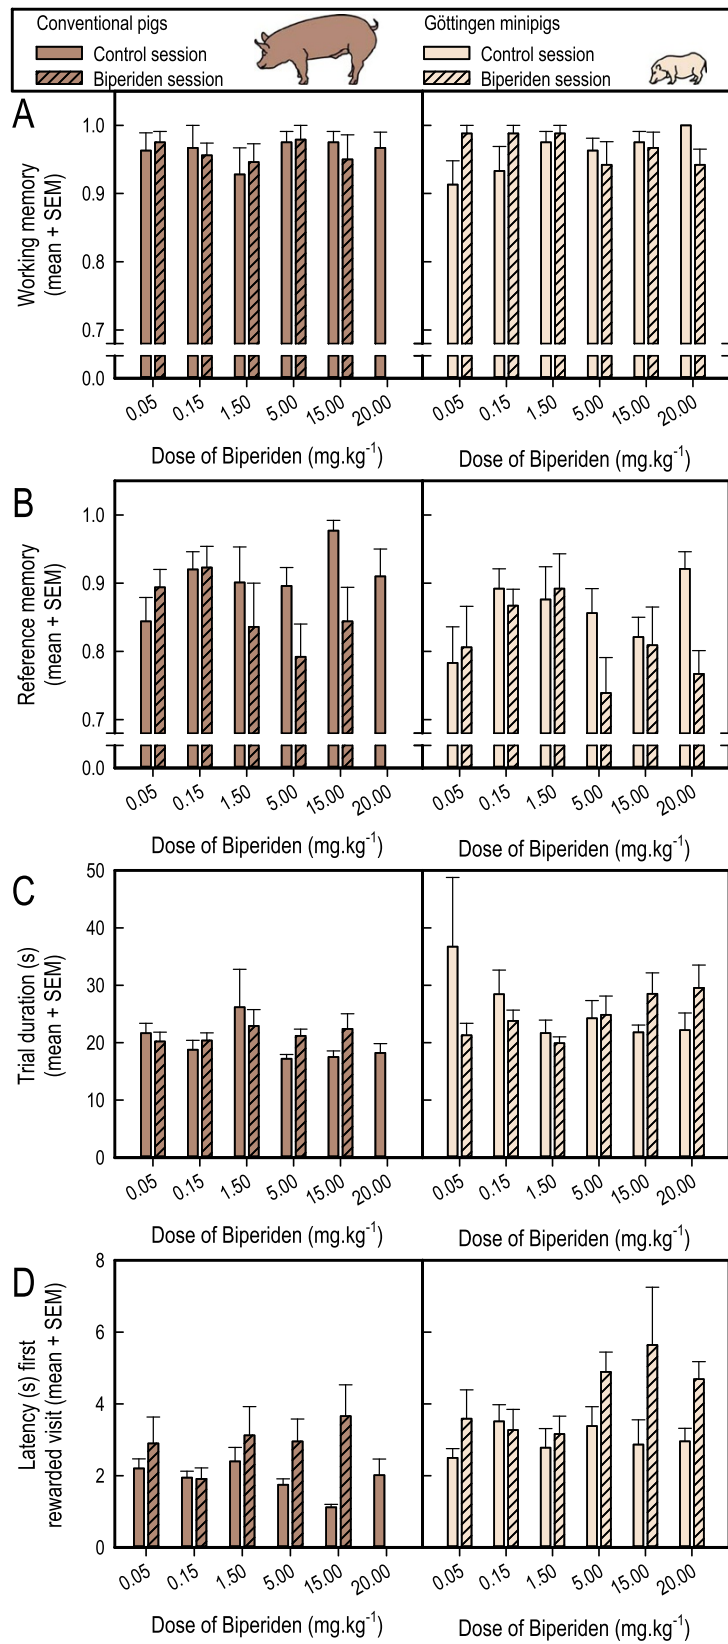 Conventional pigs
Control session
Biperiden session
Göttingen minipigs
Control session
Biperiden session
A
Working memory
(mean + SEM)
1.0
0.9
0.8
0.7
0.0
0.05 0.15 1.50 5.00 15.00 20.00
0.05 0.15 1.50 5.00 15.00 20.00
Dose of Biperiden (mg.kg-1)
Dose of Biperiden (mg.kg-1)
B
Reference memory
(mean + SEM)
1.0
0.9
0.8
0.7
0.0
0.05 0.15 1.50 5.00 15.00 20.00
0.05 0.15 1.50 5.00 15.00 20.00
Dose of Biperiden (mg.kg-1)
Dose of Biperiden (mg.kg-1)
C
Trial duration (s)
(mean + SEM)
50
40
30
20
10
0
0.05 0.15 1.50 5.00 15.00 20.00
0.05 0.15 1.50 5.00 15.00 20.00
Dose of Biperiden (mg.kg-1)
Dose of Biperiden (mg.kg-1)
D
Latency (s) first
rewarded visit (mean + SEM)
8
6
4
2
0
0.05 0.15 1.50 5.00 15.00 20.00
0.05 0.15 1.50 5.00 15.00 20.00
Dose of Biperiden (mg.kg-1)
Dose of Biperiden (mg.kg-1)